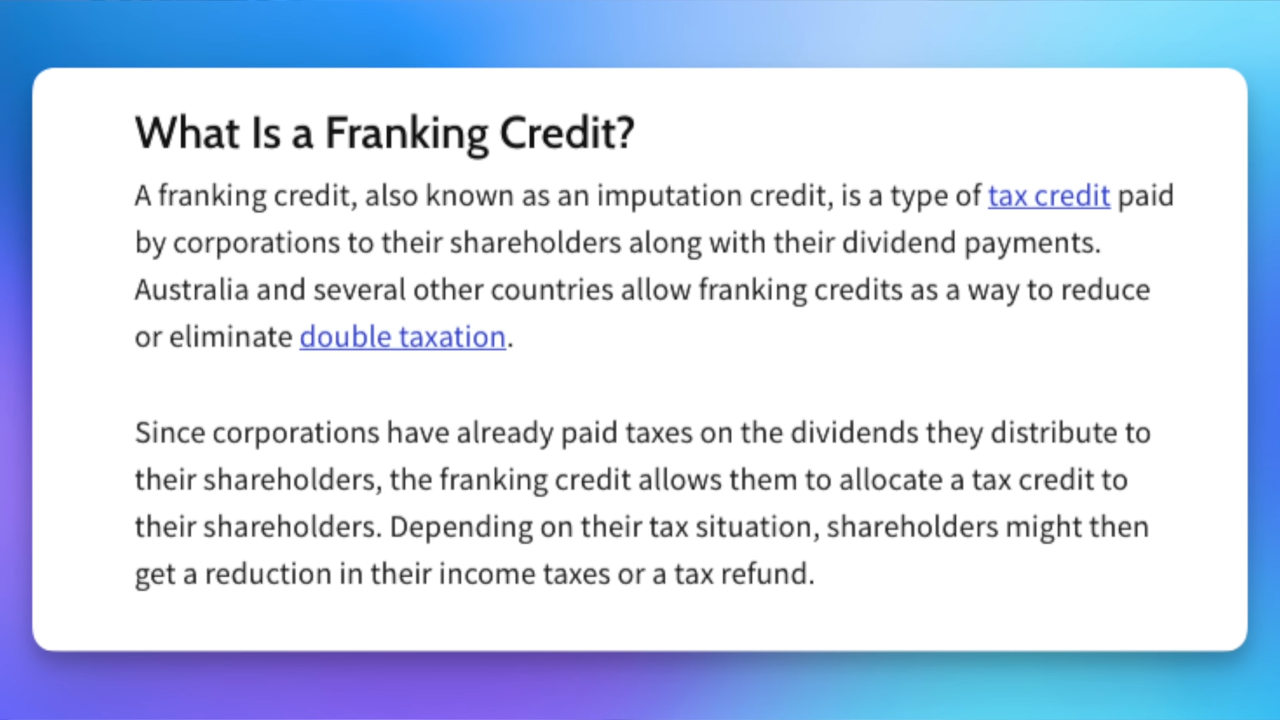 What Is a Franking Credit?
A franking credit, also known as an imputation credit, is a type of tax credit paid
by corporations to their shareholders along with their dividend payments.
Australia and several other countries allow franking credits as a way to reduce
or eliminate double taxation.
Since corporations have already paid taxes on the dividends they distribute to
their shareholders, the franking credit allows them to allocate a tax credit to
their shareholders. Depending on their tax situation, shareholders might then
get a reduction in their income taxes or a tax refund.